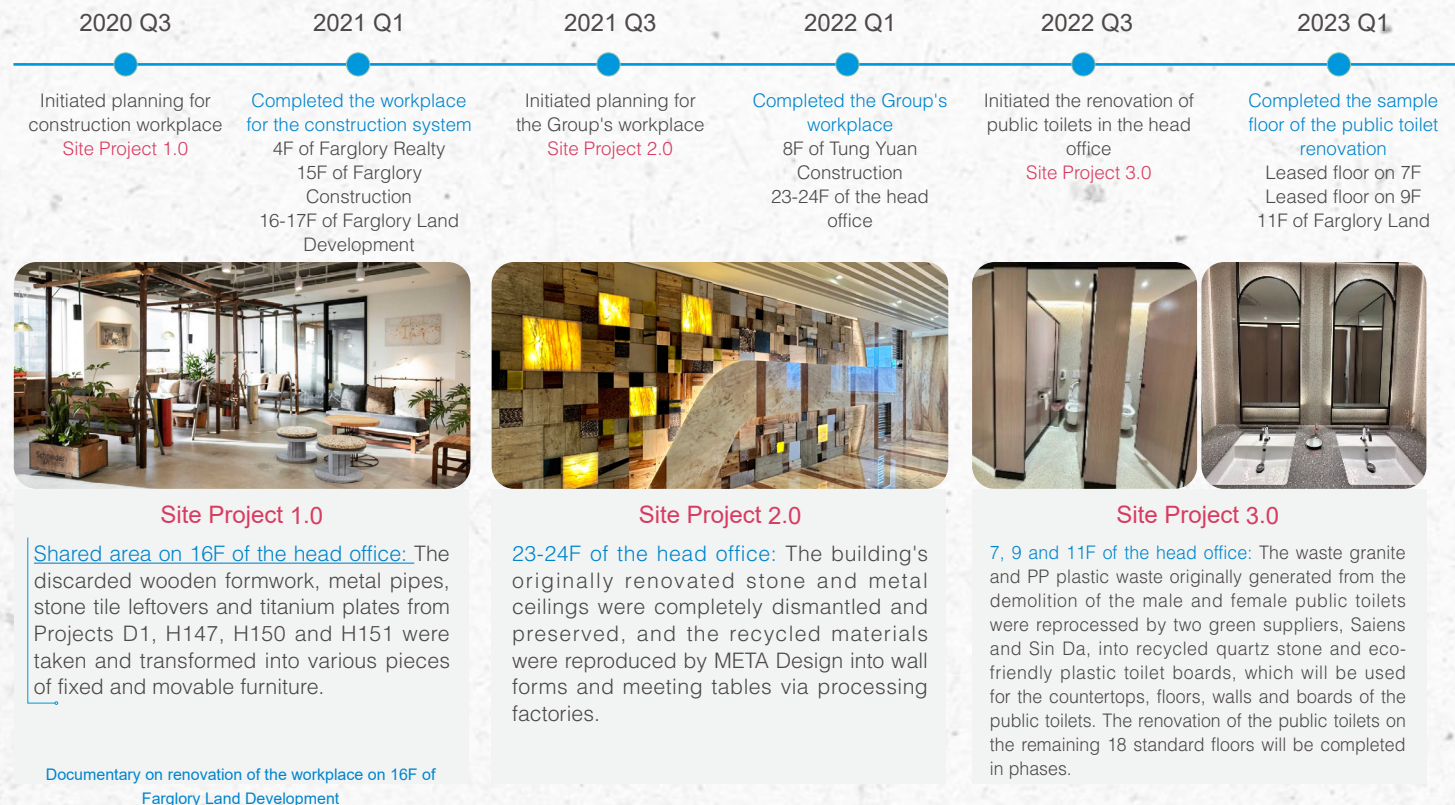 2020 Q3
Initiated planning for
construction workplace
Site Project 1.0
2021 Q1
Completed the workplace
for the construction system
4F of Farglory Realty
15F of Farglory
Construction
16-17F of Farglory Land
Development
2021 Q3
Initiated planning for
the Group's workplace
Site Project 2.0
2022 Q1
Completed the Group's
workplace
8F of Tung Yuan
Construction
23-24F of the head
office
2022 Q3
Initiated the renovation of
public toilets in the head
office
Site Project 3.0
2023 Q1
Completed the sample
floor of the public toilet
renovation
Leased floor on 7F
Leased floor on 9F
11F of Farglory Land
Site Project 1.0
Shared area on 16F of the head office: The
discarded wooden formwork, metal pipes,
stone tile leftovers and titanium plates from
Projects D1, H147, H150 and H151 were
taken and transformed into various pieces
of fixed and movable furniture.
Documentary on renovation of the workplace on 16F of
Farglory Land Development
Site Project 2.0
23-24F of the head office: The building's
originally renovated stone and metal
ceilings were completely dismantled and
preserved, and the recycled materials
were reproduced by META Design into wall
forms and meeting tables via processing
factories.
Site Project 3.0
7, 9 and 11F of the head office: The waste granite
and PP plastic waste originally generated from the
demolition of the male and female public toilets
were reprocessed by two green suppliers, Saiens
and Sin Da, into recycled quartz stone and eco-
friendly plastic toilet boards, which will be used
for the countertops, floors, walls and boards of the
public toilets. The renovation of the public toilets on
the remaining 18 standard floors will be completed
in phases.